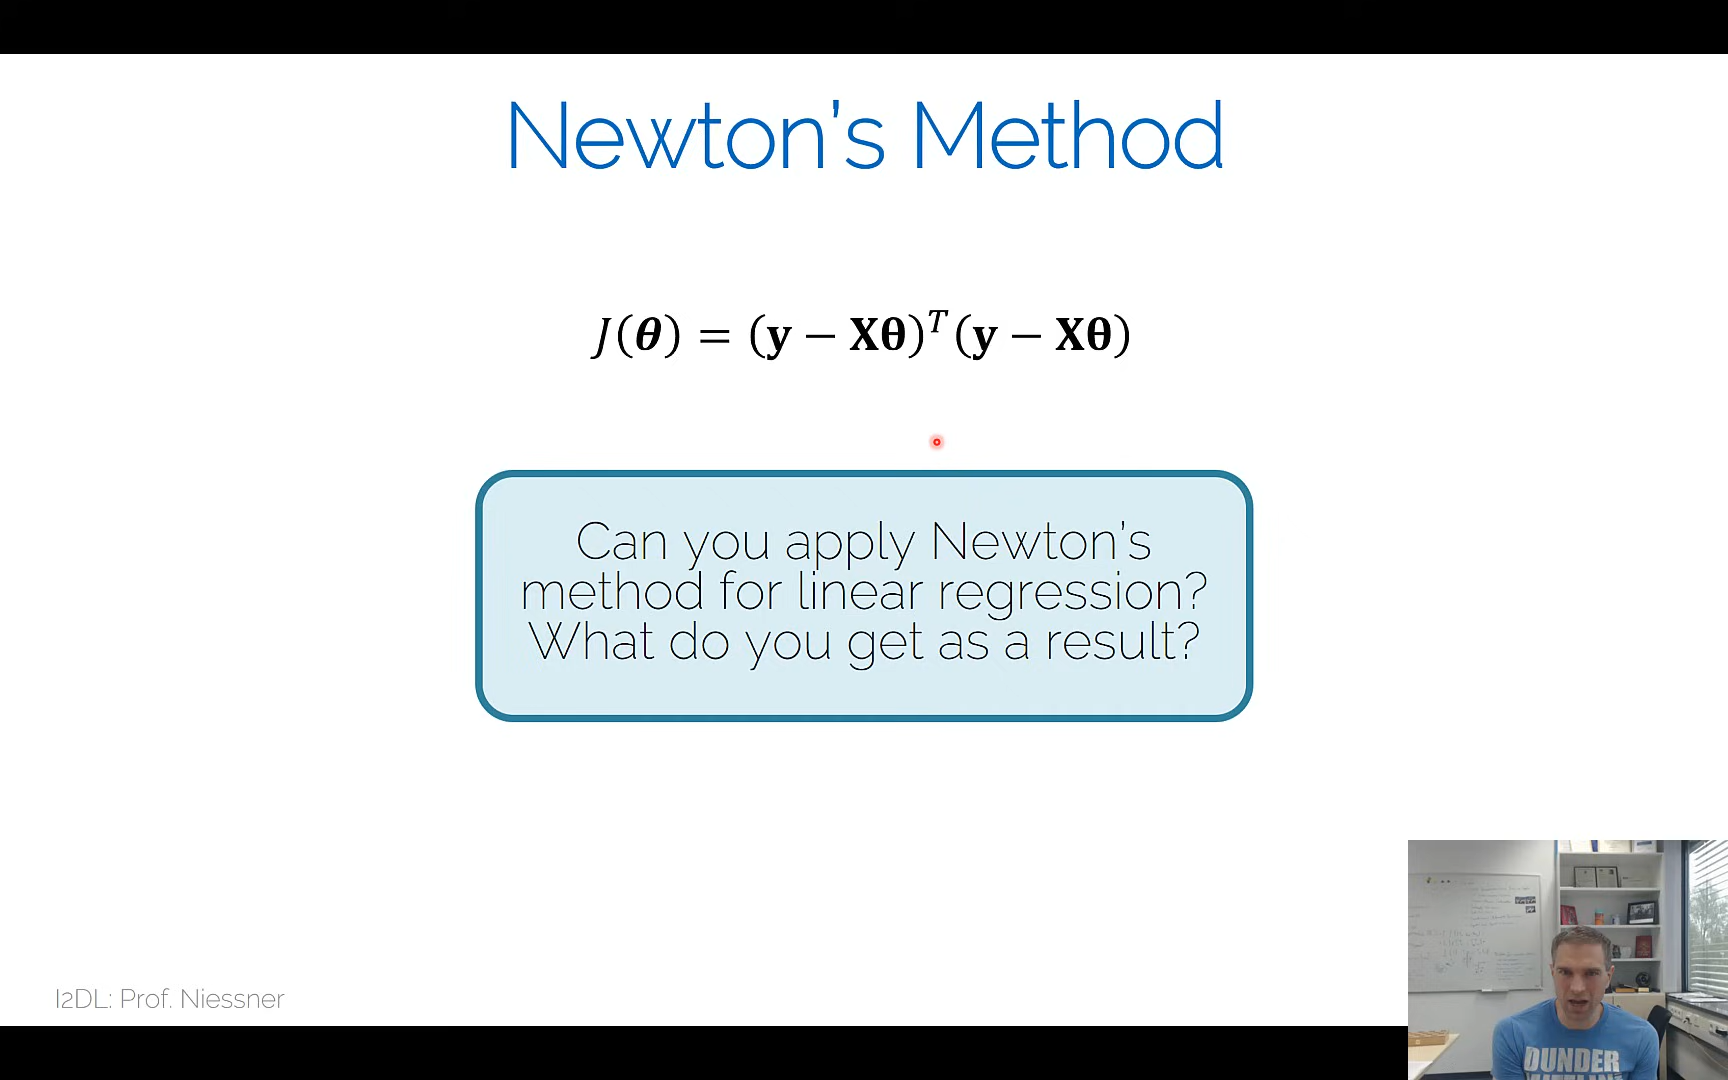 Newton's Method
J(θ) = (y − Xθ)ᵀ(y − Xθ)
Can you apply Newton's
method for linear regression?
What do you get as a result?
I2DL: Prof. Niessner
DUNDER